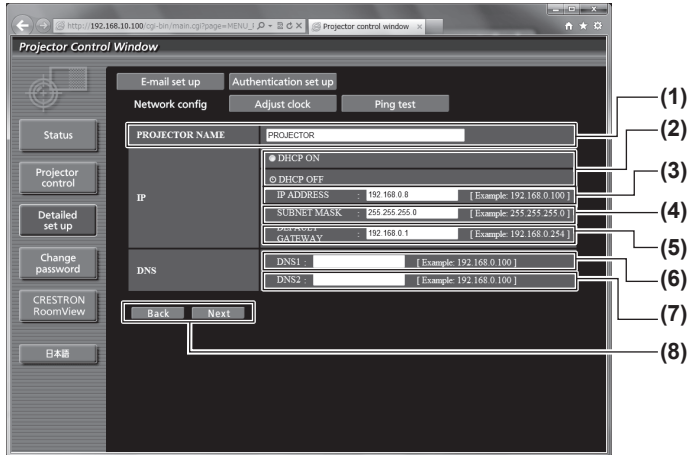 http://192.168.10.100/cgi-bin/main.cgi?page=MENU_I
Projector control window
Projector Control Window
E-mail set up
Authentication set up
Network config
Adjust clock
Ping test
Status
Projector control
Detailed set up
Change password
CRESTRON RoomView
日本語
PROJECTOR NAME
PROJECTOR
IP
DHCP ON
DHCP OFF
IP ADDRESS : 192.168.0.8 [ Example: 192.168.0.100 ]
SUBNET MASK : 255.255.255.0 [ Example: 255.255.255.0 ]
DEFAULT GATEWAY : 192.168.0.1 [ Example: 192.168.0.254 ]
DNS
DNS1 : [ Example: 192.168.0.100 ]
DNS2 : [ Example: 192.168.0.100 ]
Back
Next
(1)
(2)
(3)
(4)
(5)
(6)
(7)
(8)